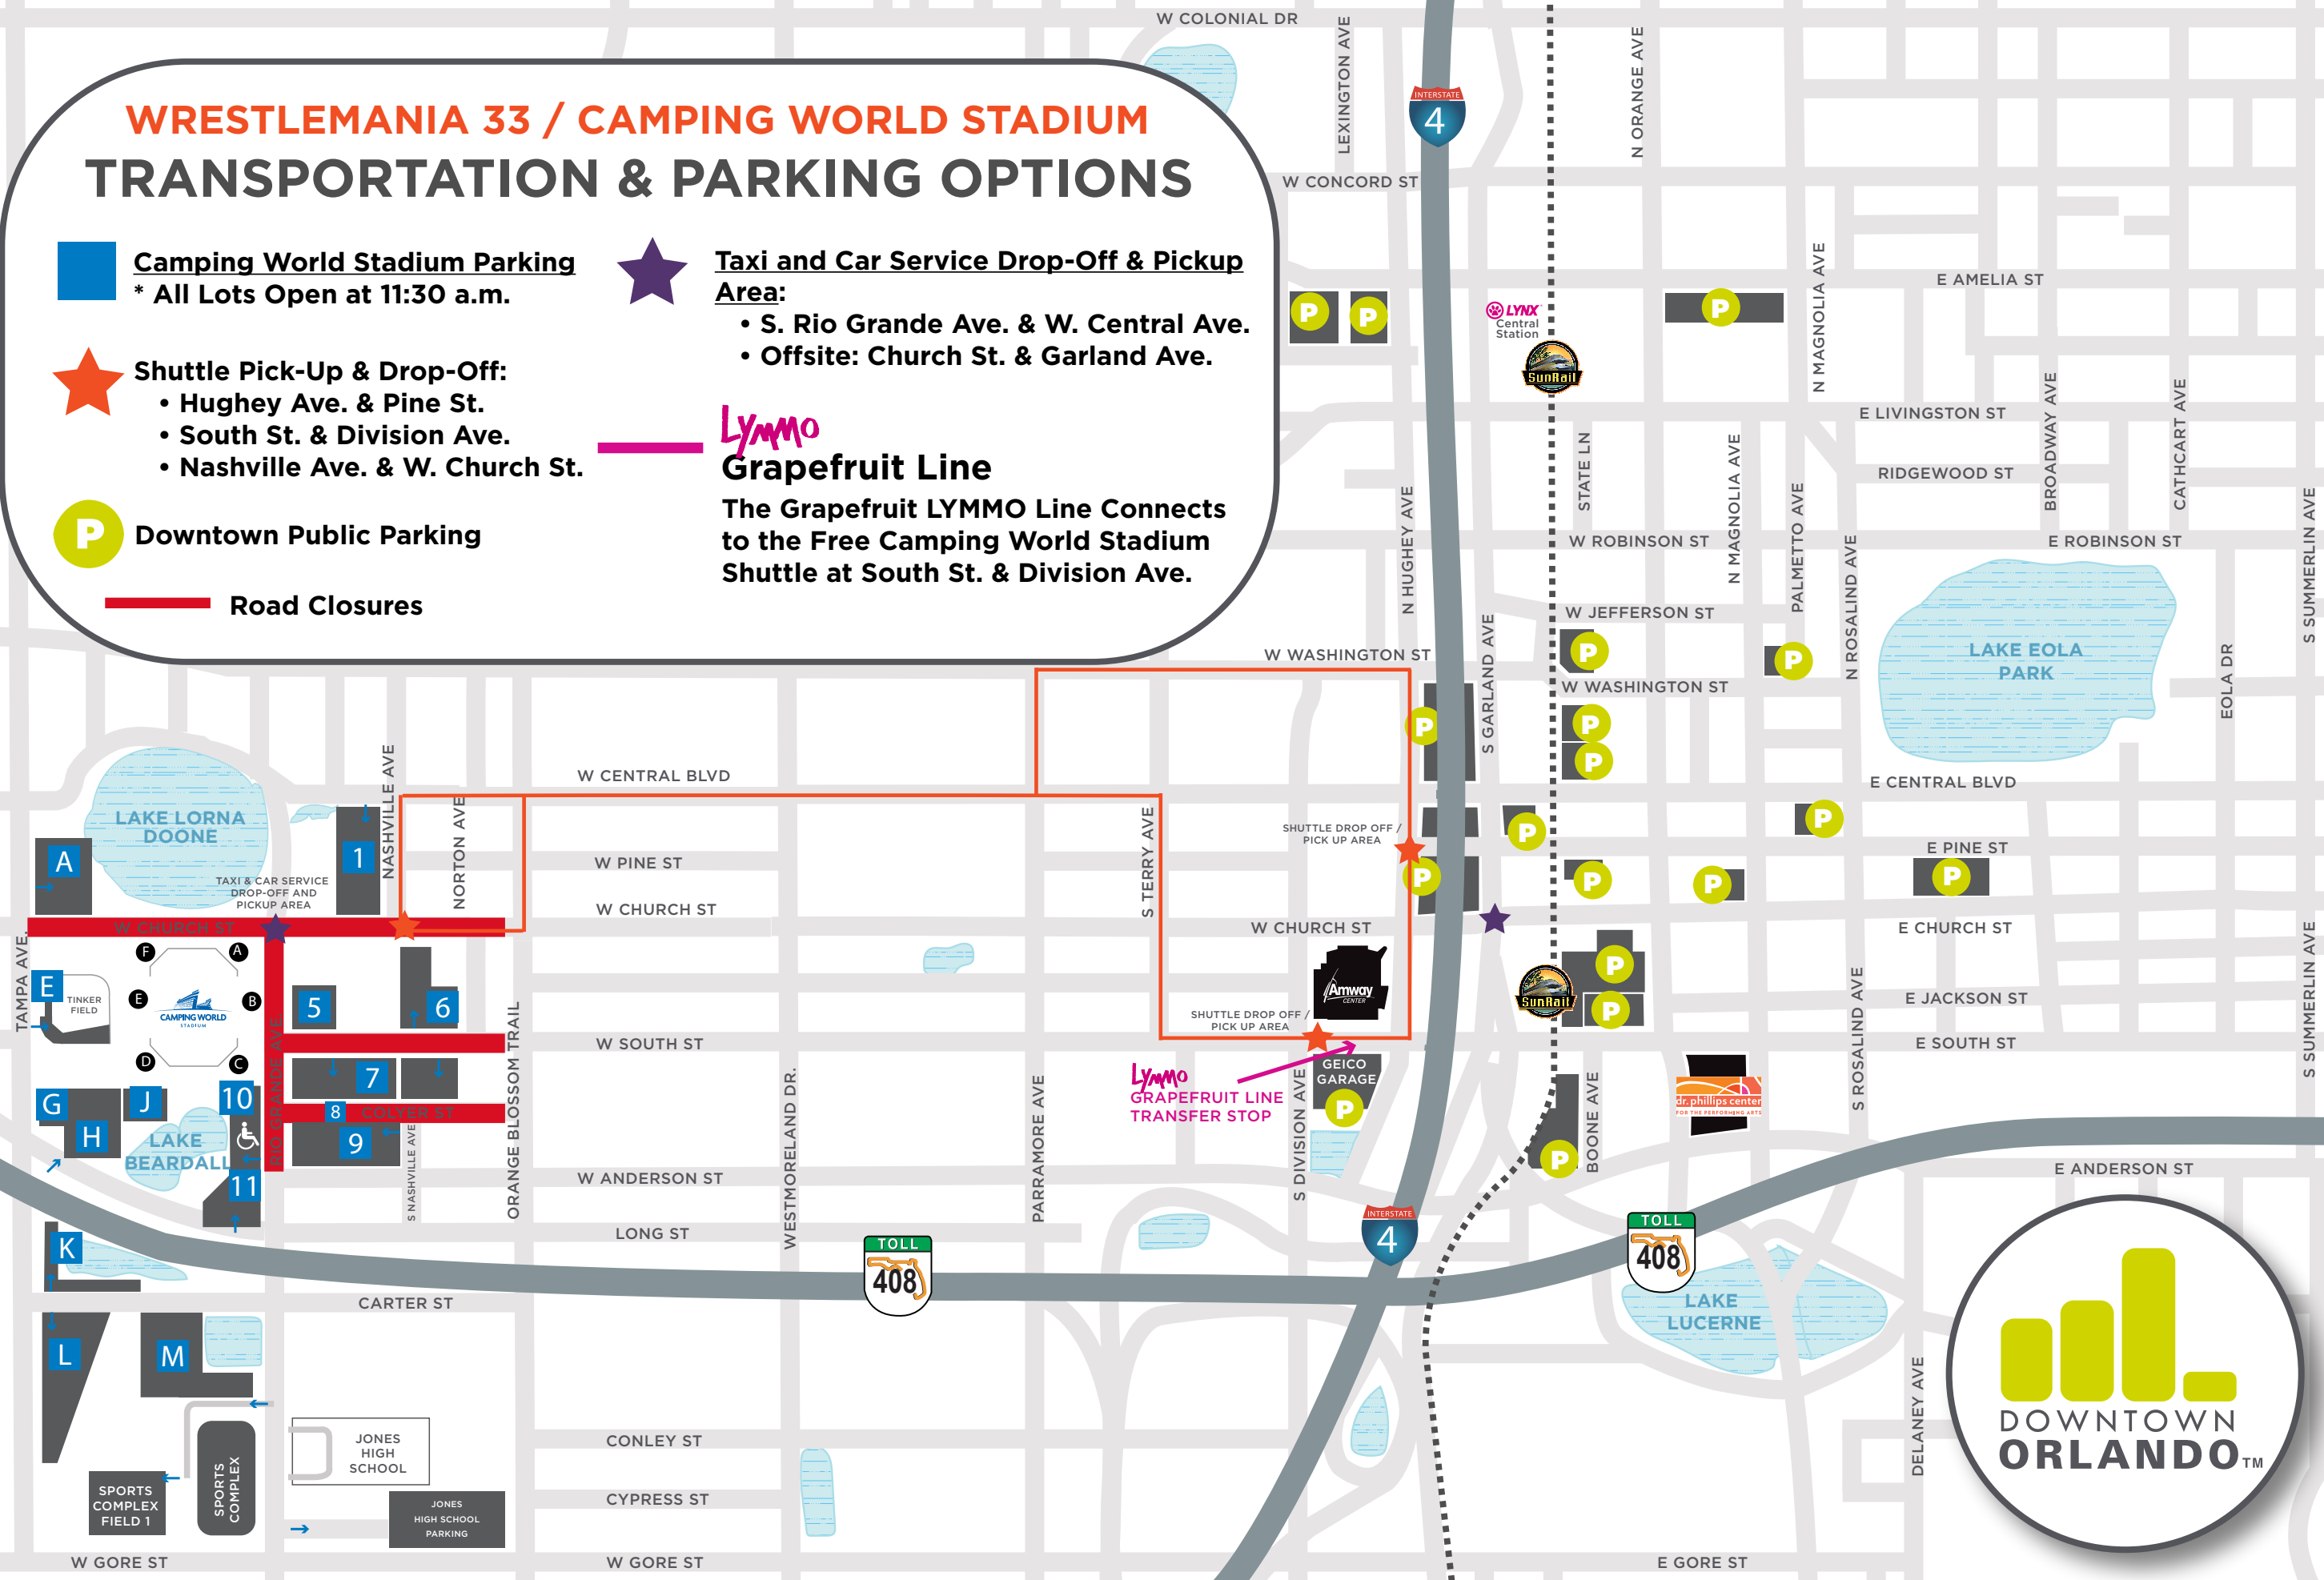 WRESTLEMANIA 33 / CAMPING WORLD STADIUM
TRANSPORTATION & PARKING OPTIONS
Camping World Stadium Parking
* All Lots Open at 11:30 a.m.
Shuttle Pick-Up & Drop-Off:
• Hughey Ave. & Pine St.
• South St. & Division Ave.
• Nashville Ave. & W. Church St.
P
Downtown Public Parking
Road Closures
Taxi and Car Service Drop-Off & Pickup
Area:
• S. Rio Grande Ave. & W. Central Ave.
• Offsite: Church St. & Garland Ave.
LYMMO
Grapefruit Line
The Grapefruit LYMMO Line Connects
to the Free Camping World Stadium
Shuttle at South St. & Division Ave.
W COLONIAL DR
LEXINGTON AVE
INTERSTATE
4
N ORANGE AVE
W CONCORD ST
N MAGNOLIA AVE
E AMELIA ST
P
P
LYNX
Central
Station
P
SunRail
E LIVINGSTON ST
BROADWAY AVE
CATHCART AVE
RIDGEWOOD ST
STATE LN
N MAGNOLIA AVE
PALMETTO AVE
N HUGHEY AVE
S SUMMERLIN AVE
W ROBINSON ST
E ROBINSON ST
N ROSALIND AVE
W JEFFERSON ST
S GARLAND AVE
P
P
LAKE EOLA
PARK
EOLA DR
W WASHINGTON ST
W WASHINGTON ST
P
P
P
W CENTRAL BLVD
E CENTRAL BLVD
NASHVILLE AVE
NORTON AVE
LAKE LORNA
DOONE
A
1
S TERRY AVE
SHUTTLE DROP OFF /
PICK UP AREA
P
P
W PINE ST
E PINE ST
P
P
P
P
TAXI & CAR SERVICE
DROP-OFF AND
PICKUP AREA
W CHURCH ST
W CHURCH ST
W CHURCH ST
E CHURCH ST
TAMPA AVE.
F
A
E
B
D
C
E
TINKER
FIELD
CAMPING WORLD
STADIUM
5
6
Amway
CENTER
SunRail
P
P
E JACKSON ST
S ROSALIND AVE
S SUMMERLIN AVE
SHUTTLE DROP OFF /
PICK UP AREA
W SOUTH ST
E SOUTH ST
RIO GRANDE AVE
ORANGE BLOSSOM TRAIL
7
8
COLYER ST
9
G
H
J
10
11
LAKE
BEARDALL
S NASHVILLE AVE
WESTMORELAND DR.
PARRAMORE AVE
LYMMO
GRAPEFRUIT LINE
TRANSFER STOP
S DIVISION AVE
GEICO
GARAGE
P
BOONE AVE
P
dr. phillips center
FOR THE PERFORMING ARTS
W ANDERSON ST
E ANDERSON ST
LONG ST
K
TOLL
408
INTERSTATE
4
TOLL
408
CARTER ST
LAKE
LUCERNE
L
M
DELANEY AVE
JONES
HIGH
SCHOOL
CONLEY ST
SPORTS
COMPLEX
FIELD 1
SPORTS
COMPLEX
JONES
HIGH SCHOOL
PARKING
CYPRESS ST
W GORE ST
W GORE ST
E GORE ST
DOWNTOWN
ORLANDO TM